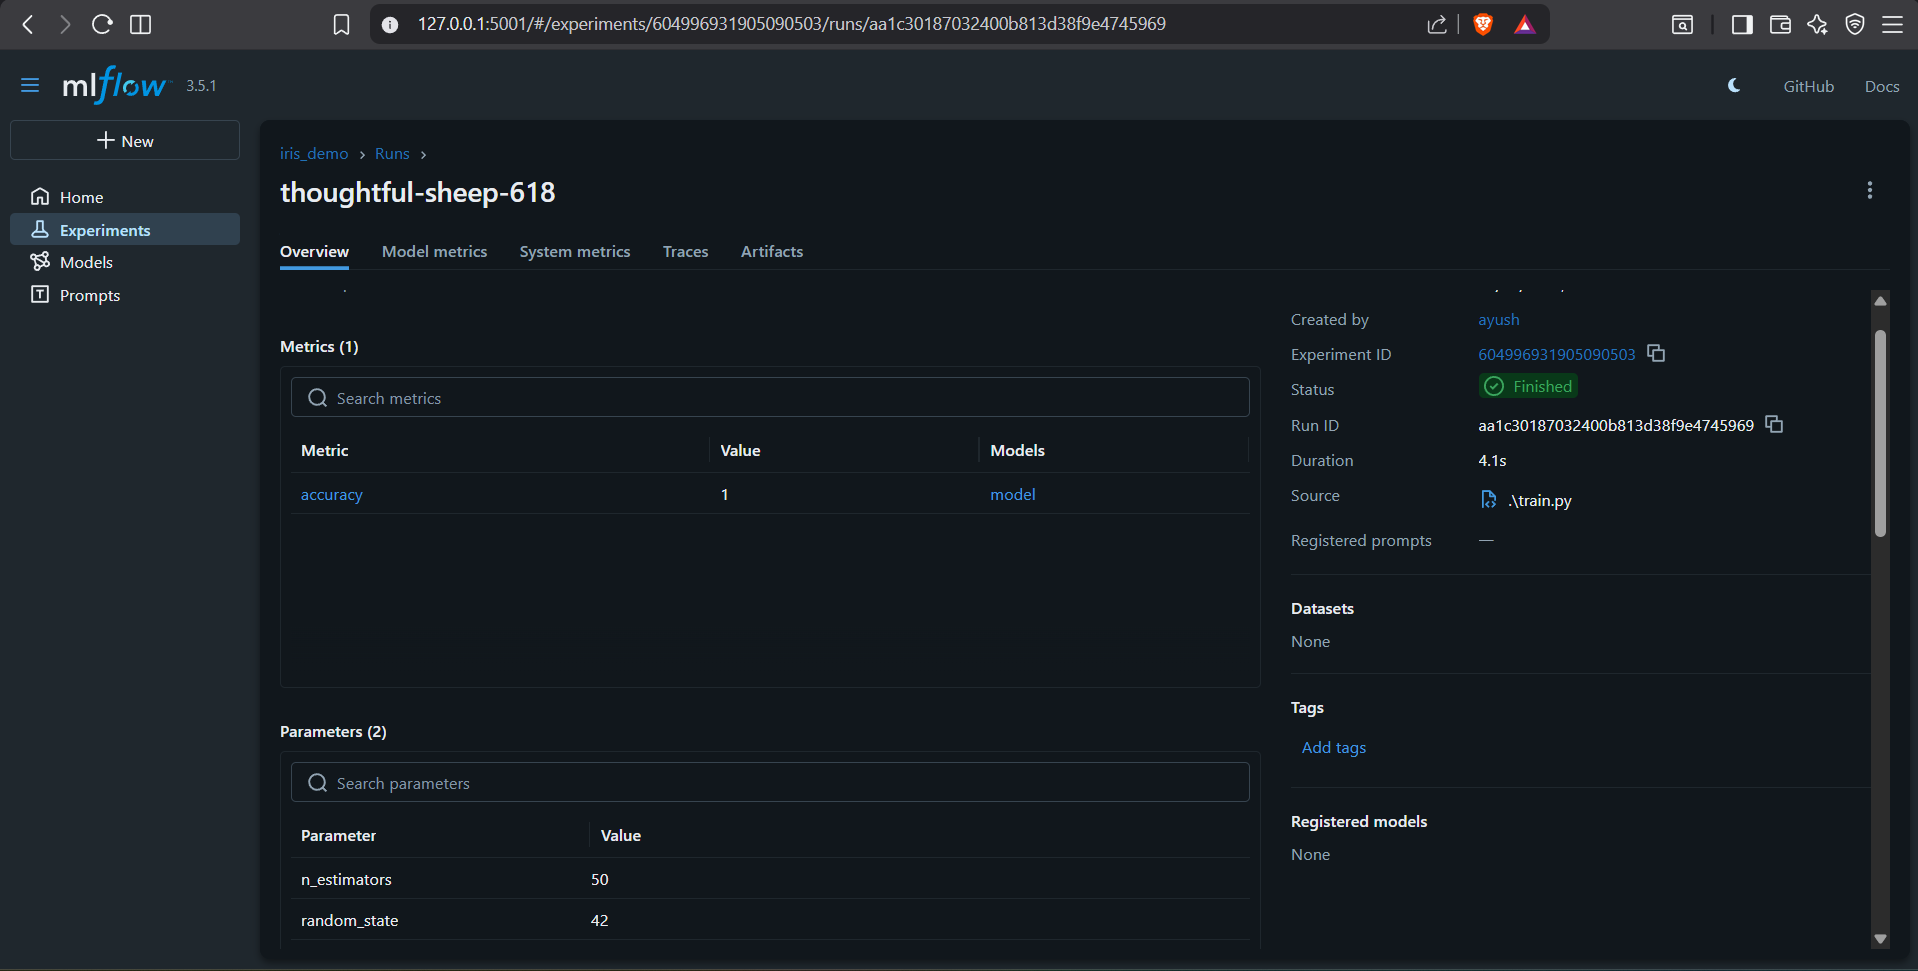 127.0.0.1:5001/#/experiments/604996931905090503/runs/aa1c30187032400b813d38f9e4745969
mlflow™ 3.5.1
GitHub
Docs
New
Home
Experiments
Models
Prompts
iris_demo > Runs >
thoughtful-sheep-618
Overview Model metrics System metrics Traces Artifacts
Metrics (1)
Search metrics
Metric Value Models
accuracy 1 model
Parameters (2)
Search parameters
Parameter Value
n_estimators 50
random_state 42
Created by ayush
Experiment ID 604996931905090503
Status Finished
Run ID aa1c30187032400b813d38f9e4745969
Duration 4.1s
Source .\train.py
Registered prompts —
Datasets
None
Tags
Add tags
Registered models
None